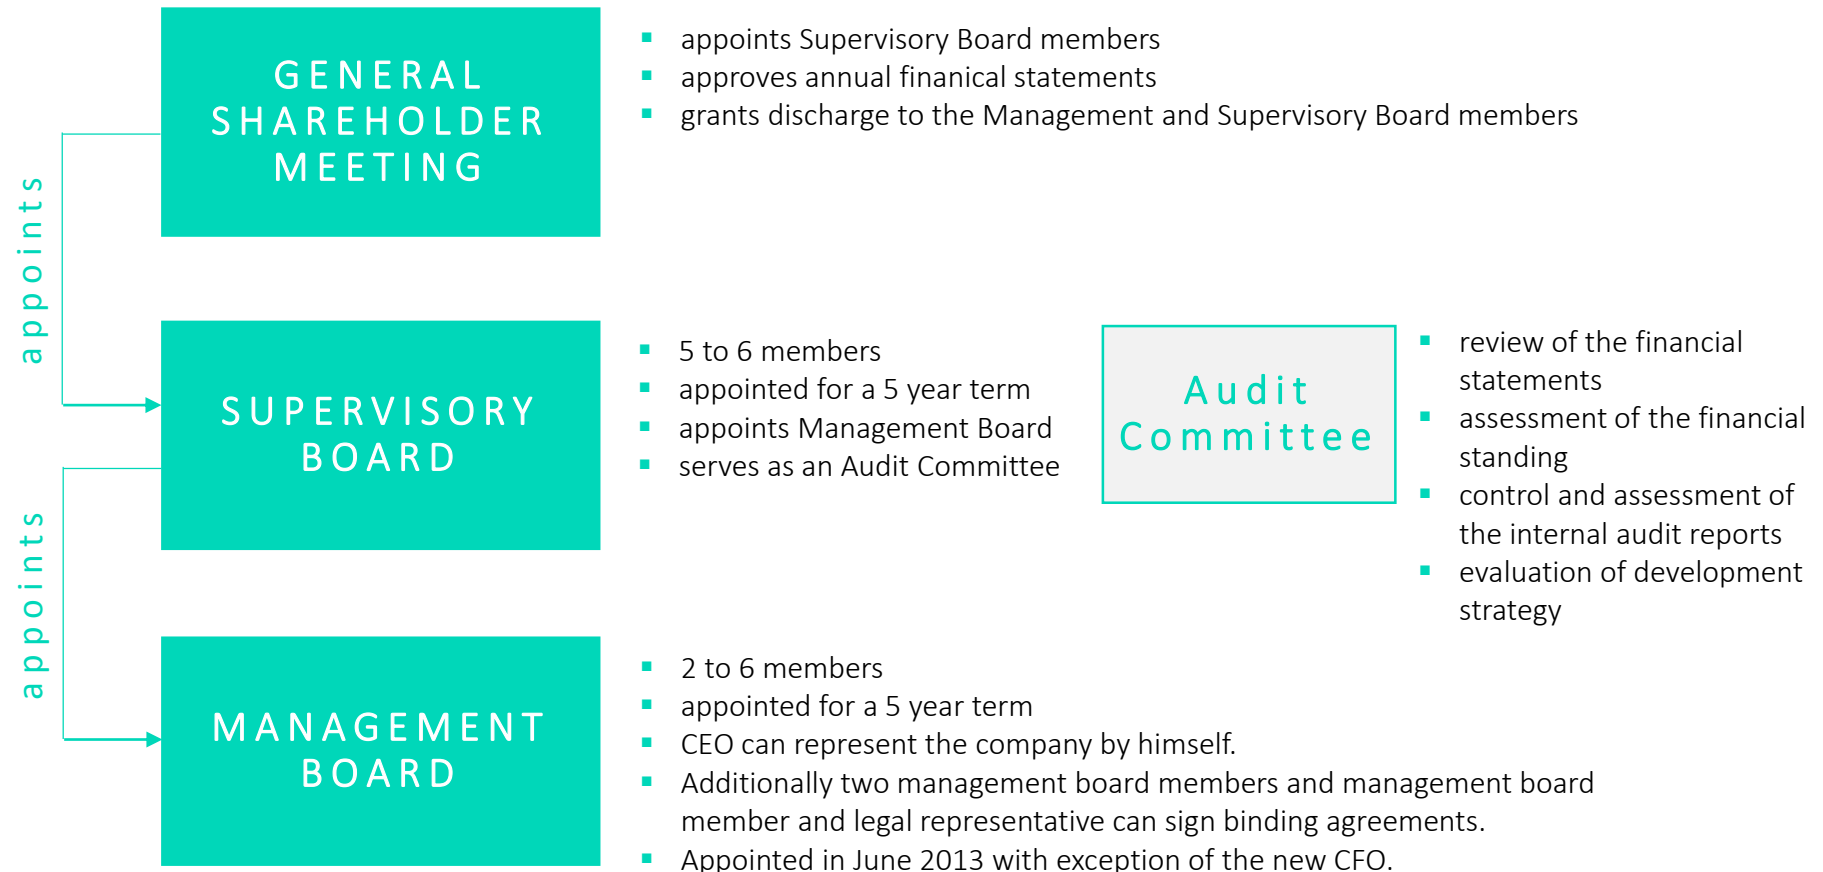 GENERAL
SHAREHOLDER
MEETING
▪ appoints Supervisory Board members
▪ approves annual finanical statements
▪ grants discharge to the Management and Supervisory Board members
appoints
SUPERVISORY
BOARD
▪ 5 to 6 members
▪ appointed for a 5 year term
▪ appoints Management Board
▪ serves as an Audit Committee
Audit
Committee
▪ review of the financial
statements
▪ assessment of the financial
standing
▪ control and assessment of
the internal audit reports
▪ evaluation of development
strategy
appoints
MANAGEMENT
BOARD
▪ 2 to 6 members
▪ appointed for a 5 year term
▪ CEO can represent the company by himself.
▪ Additionally two management board members and management board
member and legal representative can sign binding agreements.
▪ Appointed in June 2013 with exception of the new CFO.